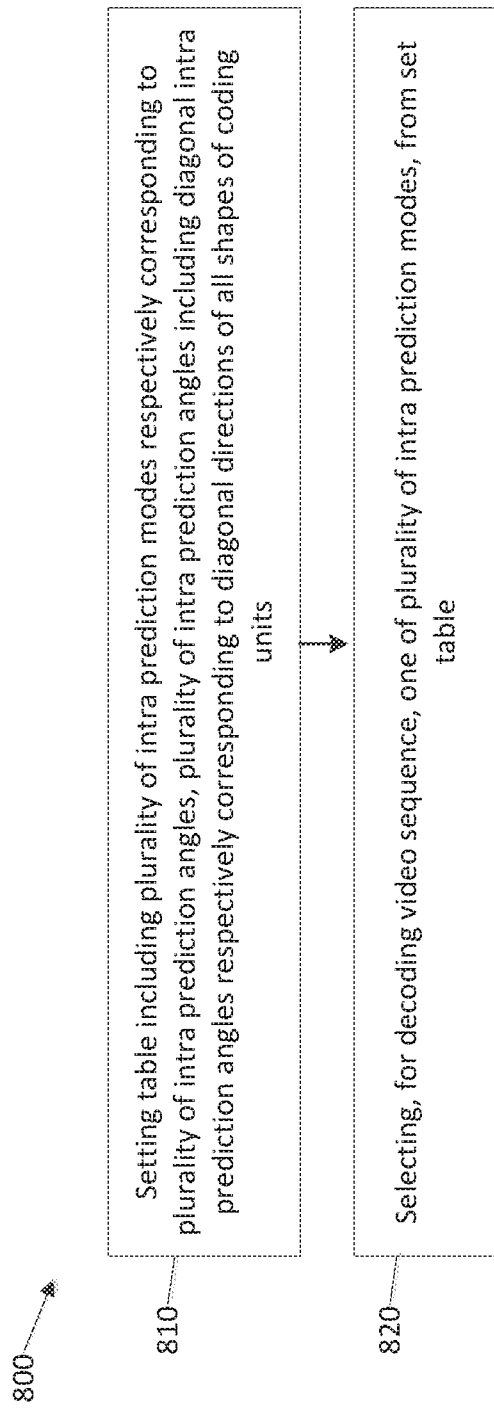 800
810
Setting table including plurality of intra prediction modes respectively corresponding to
plurality of intra prediction angles, plurality of intra prediction angles including diagonal intra
prediction angles respectively corresponding to diagonal directions of all shapes of coding
units
820
Selecting, for decoding video sequence, one of plurality of intra prediction modes, from set
table